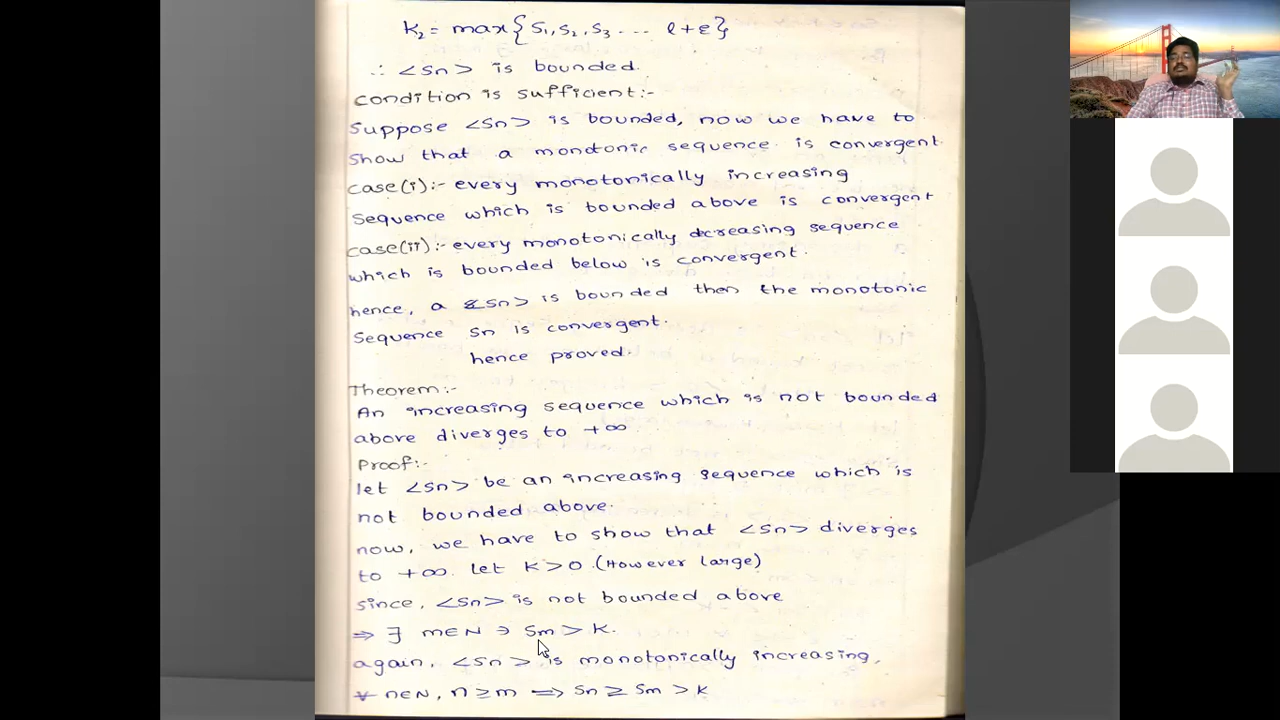 K₂ = max{S₁, S₂, S₃ .... l+ε}
∴ <Sn> is bounded.
condition is sufficient:-
Suppose <Sn> is bounded, now we have to
show that a monotonic sequence is convergent.
case(i):- every monotonically increasing
sequence which is bounded above is convergent
case(ii):- every monotonically decreasing sequence
which is bounded below is convergent.
hence, a <Sn> is bounded then the monotonic
sequence Sn is convergent.
hence proved.
Theorem:-
An increasing sequence which is not bounded
above diverges to +∞
Proof:-
let <Sn> be an increasing sequence which is
not bounded above.
now, we have to show that <Sn> diverges
to +∞. Let K>0.(However large)
since, <Sn> is not bounded above
⇒ ∃ m∈N ∋ Sm > K.
again, <Sn> is monotonically increasing,
∀ n∈N, n≥m ⟹ Sn ≥ Sm > K